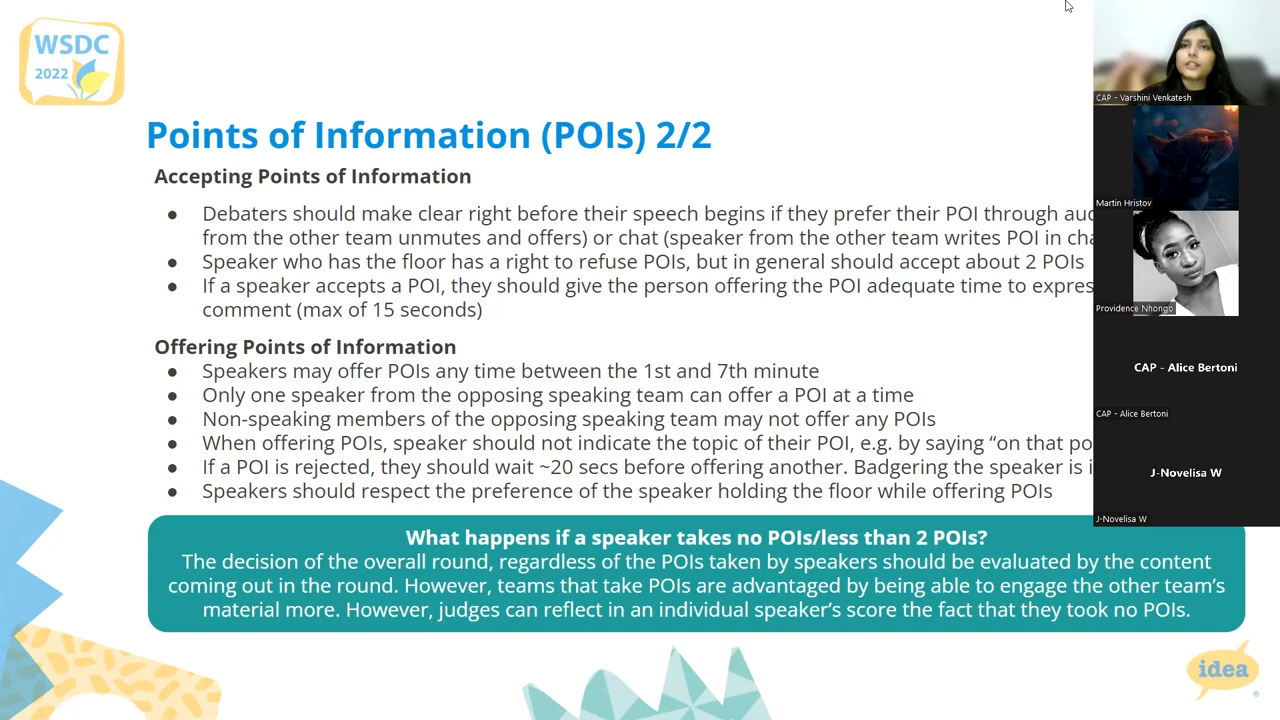 WSDC
2022
Points of Information (POIs) 2/2
Accepting Points of Information
● Debaters should make clear right before their speech begins if they prefer their POI through
from the other team unmutes and offers) or chat (speaker from the other team writes POI in
● Speaker who has the floor has a right to refuse POIs, but in general should accept about 2 POIs
● If a speaker accepts a POI, they should give the person offering the POI adequate time to
comment (max of 15 seconds)
Offering Points of Information
● Speakers may offer POIs any time between the 1st and 7th minute
● Only one speaker from the opposing speaking team can offer a POI at a time
● Non-speaking members of the opposing speaking team may not offer any POIs
● When offering POIs, speaker should not indicate the topic of their POI, e.g. by saying “on that
● If a POI is rejected, they should wait ~20 secs before offering another. Badgering the speaker is
● Speakers should respect the preference of the speaker holding the floor while offering POIs
What happens if a speaker takes no POIs/less than 2 POIs?
The decision of the overall round, regardless of the POIs taken by speakers should be evaluated by the content
coming out in the round. However, teams that take POIs are advantaged by being able to engage the other team’s
material more. However, judges can reflect in an individual speaker’s score the fact that they took no POIs.
idea
®
CAP - Varshini Venkatesh
Martin Hristov
Providence Nhongo
CAP - Alice Bertoni
CAP - Alice Bertoni
J-Novelisa W
J-Novelisa W